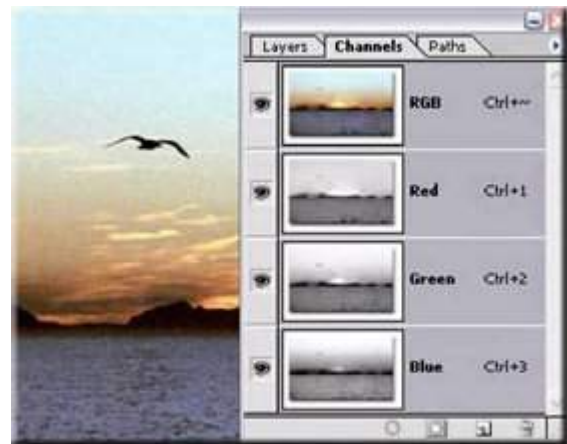 Layers Channels Paths
RGB Ctrl+~
Red Ctrl+1
Green Ctrl+2
Blue Ctrl+3